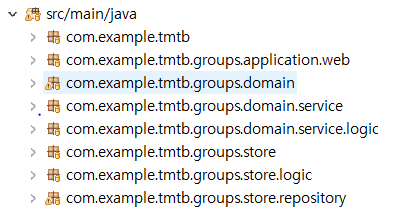 src/main/java
com.example.tmtb
com.example.tmtb.groups.application.web
com.example.tmtb.groups.domain
com.example.tmtb.groups.domain.service
com.example.tmtb.groups.domain.service.logic
com.example.tmtb.groups.store
com.example.tmtb.groups.store.logic
com.example.tmtb.groups.store.repository